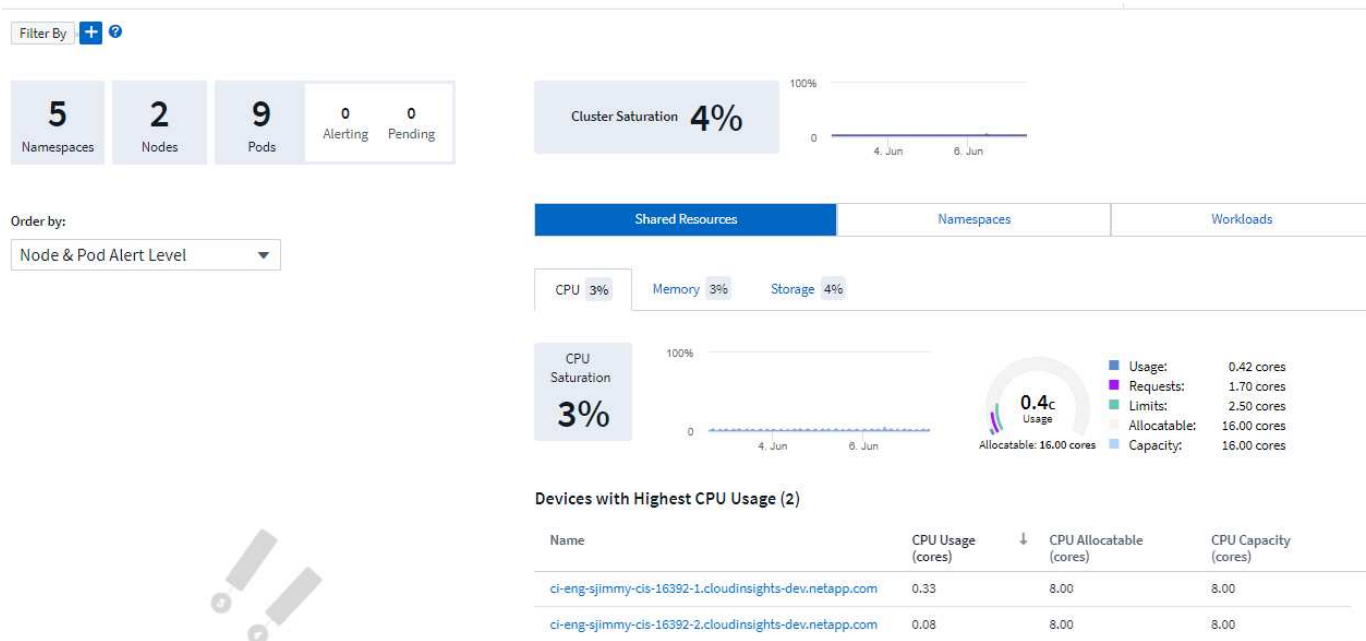 Filter By + ?
5
Namespaces
2
Nodes
9
Pods
0
Alerting
0
Pending
Cluster Saturation 4%
100%
0
4. Jun 6. Jun
Order by:
Node & Pod Alert Level
Shared Resources Namespaces Workloads
CPU 3% Memory 3% Storage 4%
CPU
Saturation
3%
100%
0
4. Jun 6. Jun
0.4c
Usage
Allocatable: 16.00 cores
Usage: 0.42 cores
Requests: 1.70 cores
Limits: 2.50 cores
Allocatable: 16.00 cores
Capacity: 16.00 cores
Devices with Highest CPU Usage (2)
Name CPU Usage (cores) ↓ CPU Allocatable (cores) CPU Capacity (cores)
ci-eng-sjimmy-cis-16392-1.cloudinsights-dev.netapp.com 0.33 8.00 8.00
ci-eng-sjimmy-cis-16392-2.cloudinsights-dev.netapp.com 0.08 8.00 8.00